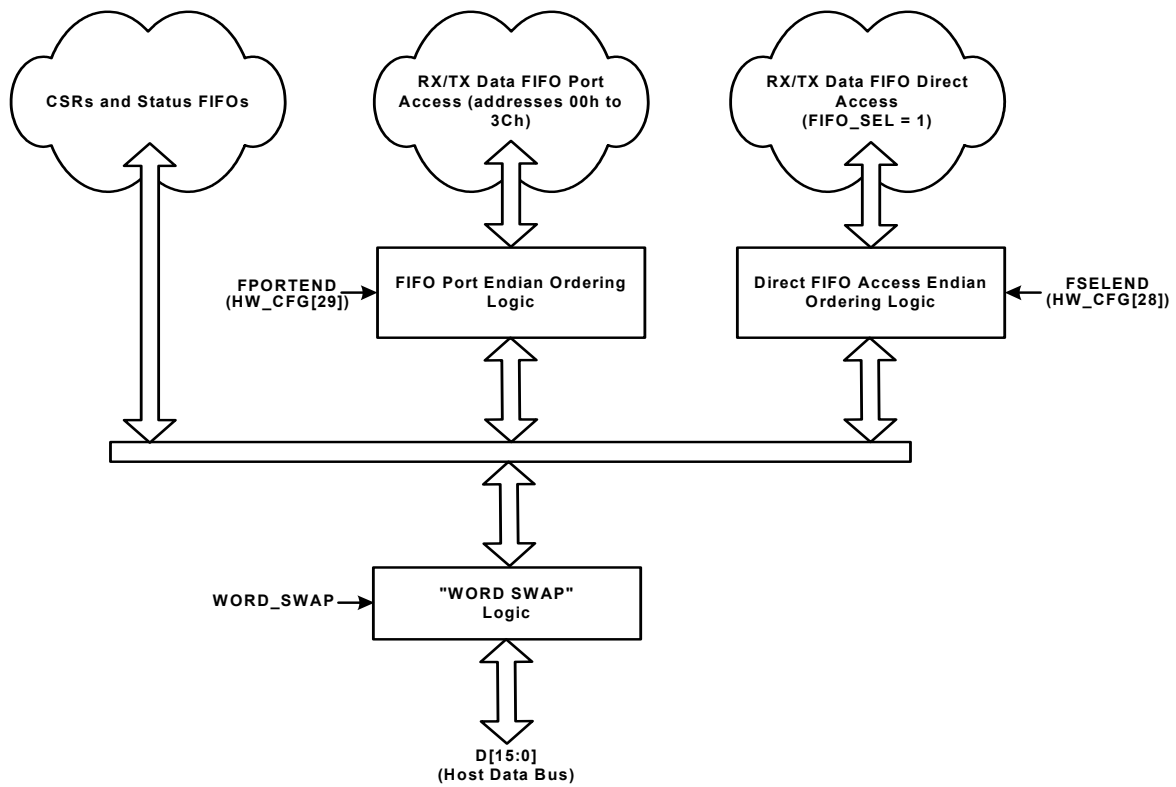 CSRs and Status FIFOs
RX/TX Data FIFO Port
Access (addresses 00h to
3Ch)
RX/TX Data FIFO Direct
Access
(FIFO_SEL = 1)
FPORTEND
(HW_CFG[29])
FIFO Port Endian Ordering
Logic
Direct FIFO Access Endian
Ordering Logic
FSELEND
(HW_CFG[28])
WORD_SWAP
"WORD SWAP"
Logic
D[15:0]
(Host Data Bus)